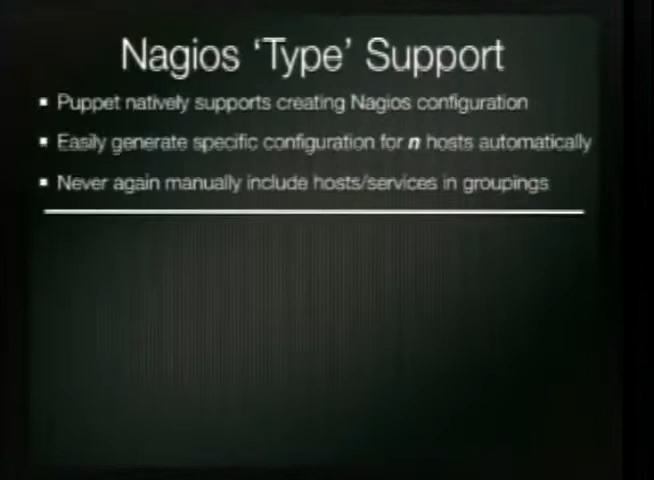 Nagios ‘Type’ Support
▪ Puppet natively supports creating Nagios configuration
▪ Easily generate specific configuration for n hosts automatically
▪ Never again manually include hosts/services in groupings